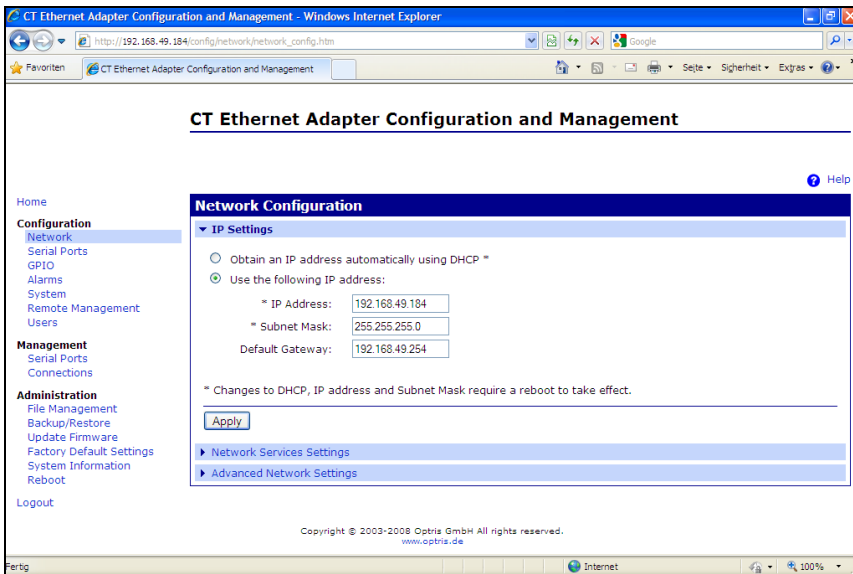 CT Ethernet Adapter Configuration and Management - Windows Internet Explorer
http://192.168.49.184/config/network/network_config.htm
Google
Favoriten
CT Ethernet Adapter Configuration and Management
Seite
Sicherheit
Extras
CT Ethernet Adapter Configuration and Management
Help
Home
Configuration
Network
Serial Ports
GPIO
Alarms
System
Remote Management
Users
Management
Serial Ports
Connections
Administration
File Management
Backup/Restore
Update Firmware
Factory Default Settings
System Information
Reboot
Logout
Network Configuration
IP Settings
Obtain an IP address automatically using DHCP *
Use the following IP address:
* IP Address: 192.168.49.184
* Subnet Mask: 255.255.255.0
Default Gateway: 192.168.49.254
* Changes to DHCP, IP address and Subnet Mask require a reboot to take effect.
Apply
Network Services Settings
Advanced Network Settings
Copyright © 2003-2008 Optris GmbH All rights reserved.
www.optris.de
Fertig
Internet
100%